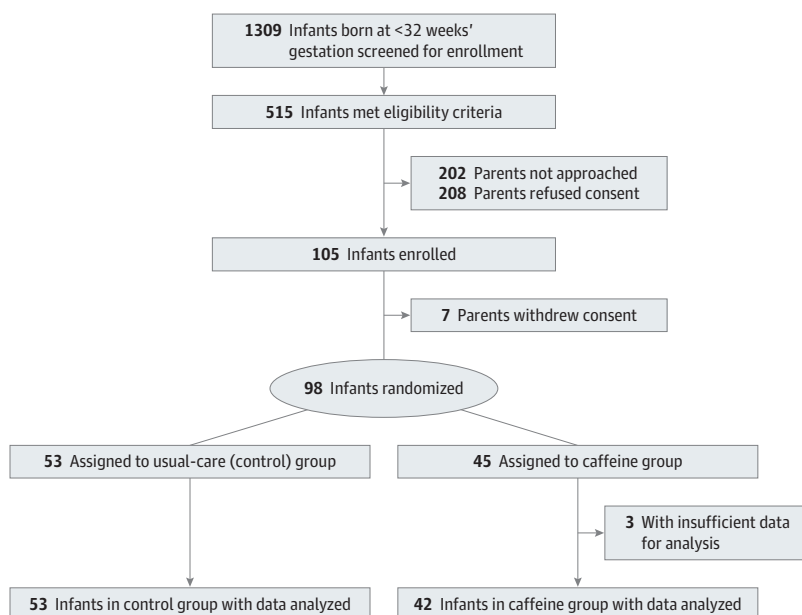 1309 Infants born at <32 weeks'
gestation screened for enrollment
515 Infants met eligibility criteria
202 Parents not approached
208 Parents refused consent
105 Infants enrolled
7 Parents withdrew consent
98 Infants randomized
53 Assigned to usual-care (control) group
45 Assigned to caffeine group
3 With insufficient data
for analysis
53 Infants in control group with data analyzed
42 Infants in caffeine group with data analyzed